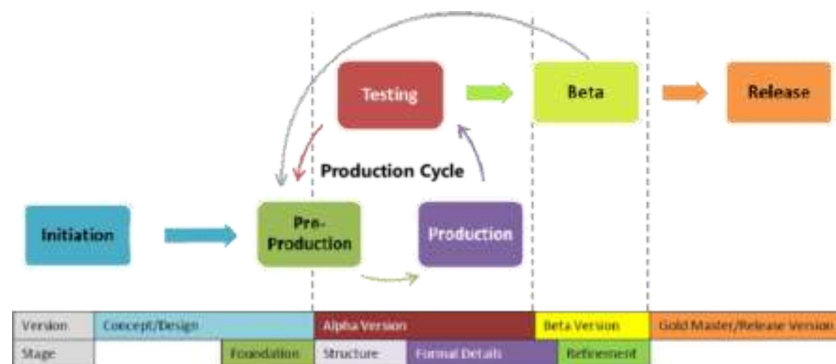 Testing
Beta
Release
Production Cycle
Initiation
Pre-
Production
Production
Version Concept/Design Alpha Version Beta Version Gold Master/Release Version
Stage Foundation Structure Formal Details Refinement